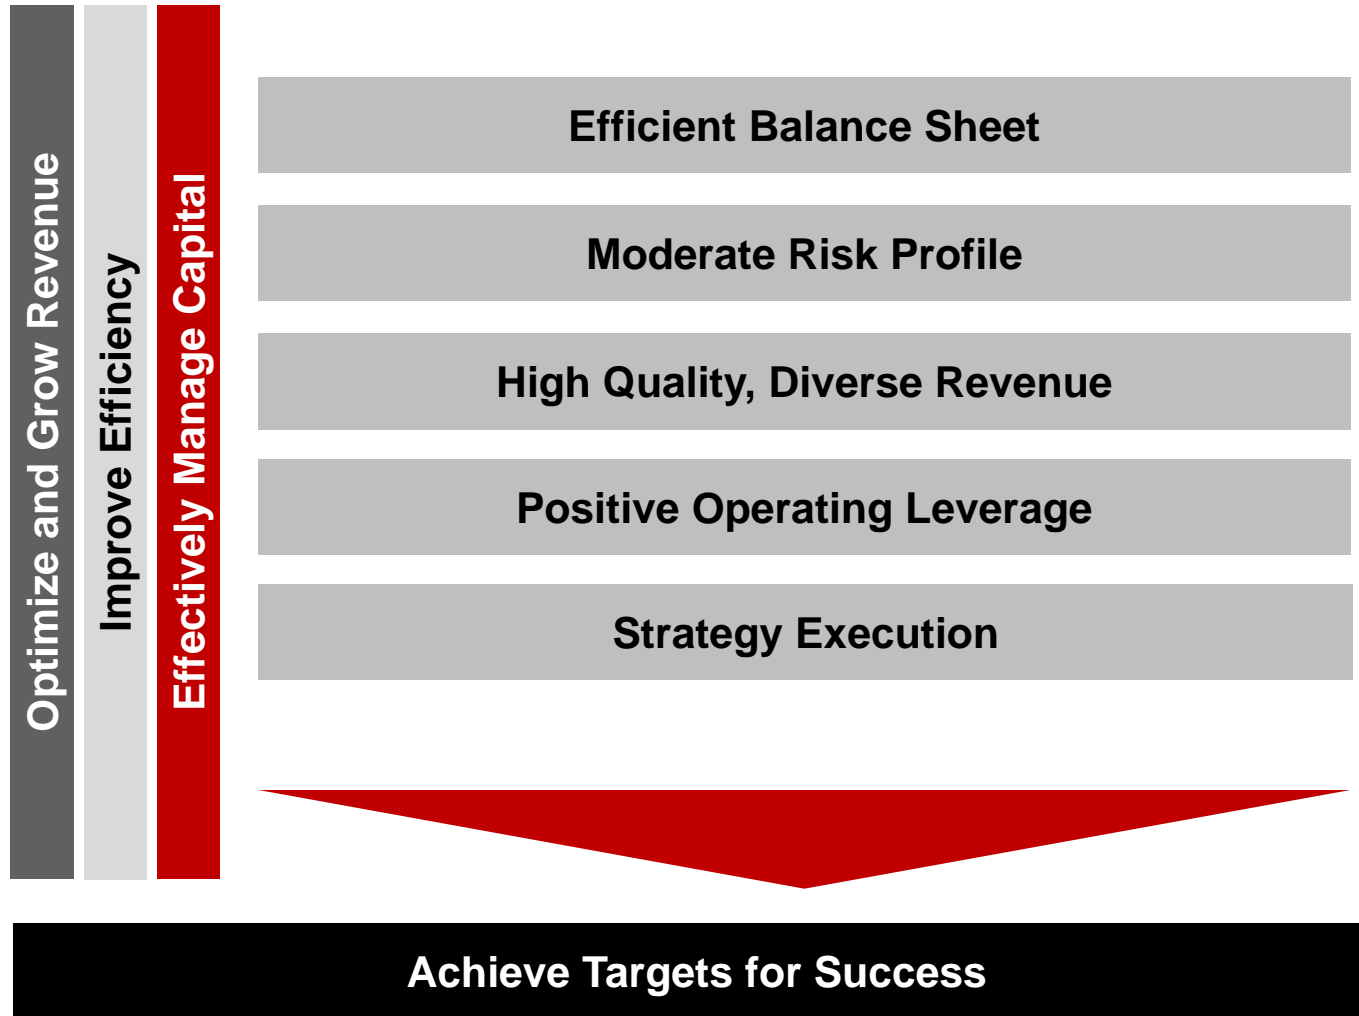 Optimize and Grow Revenue
Improve Efficiency
Effectively Manage Capital
Efficient Balance Sheet
Moderate Risk Profile
High Quality, Diverse Revenue
Positive Operating Leverage
Strategy Execution
Achieve Targets for Success